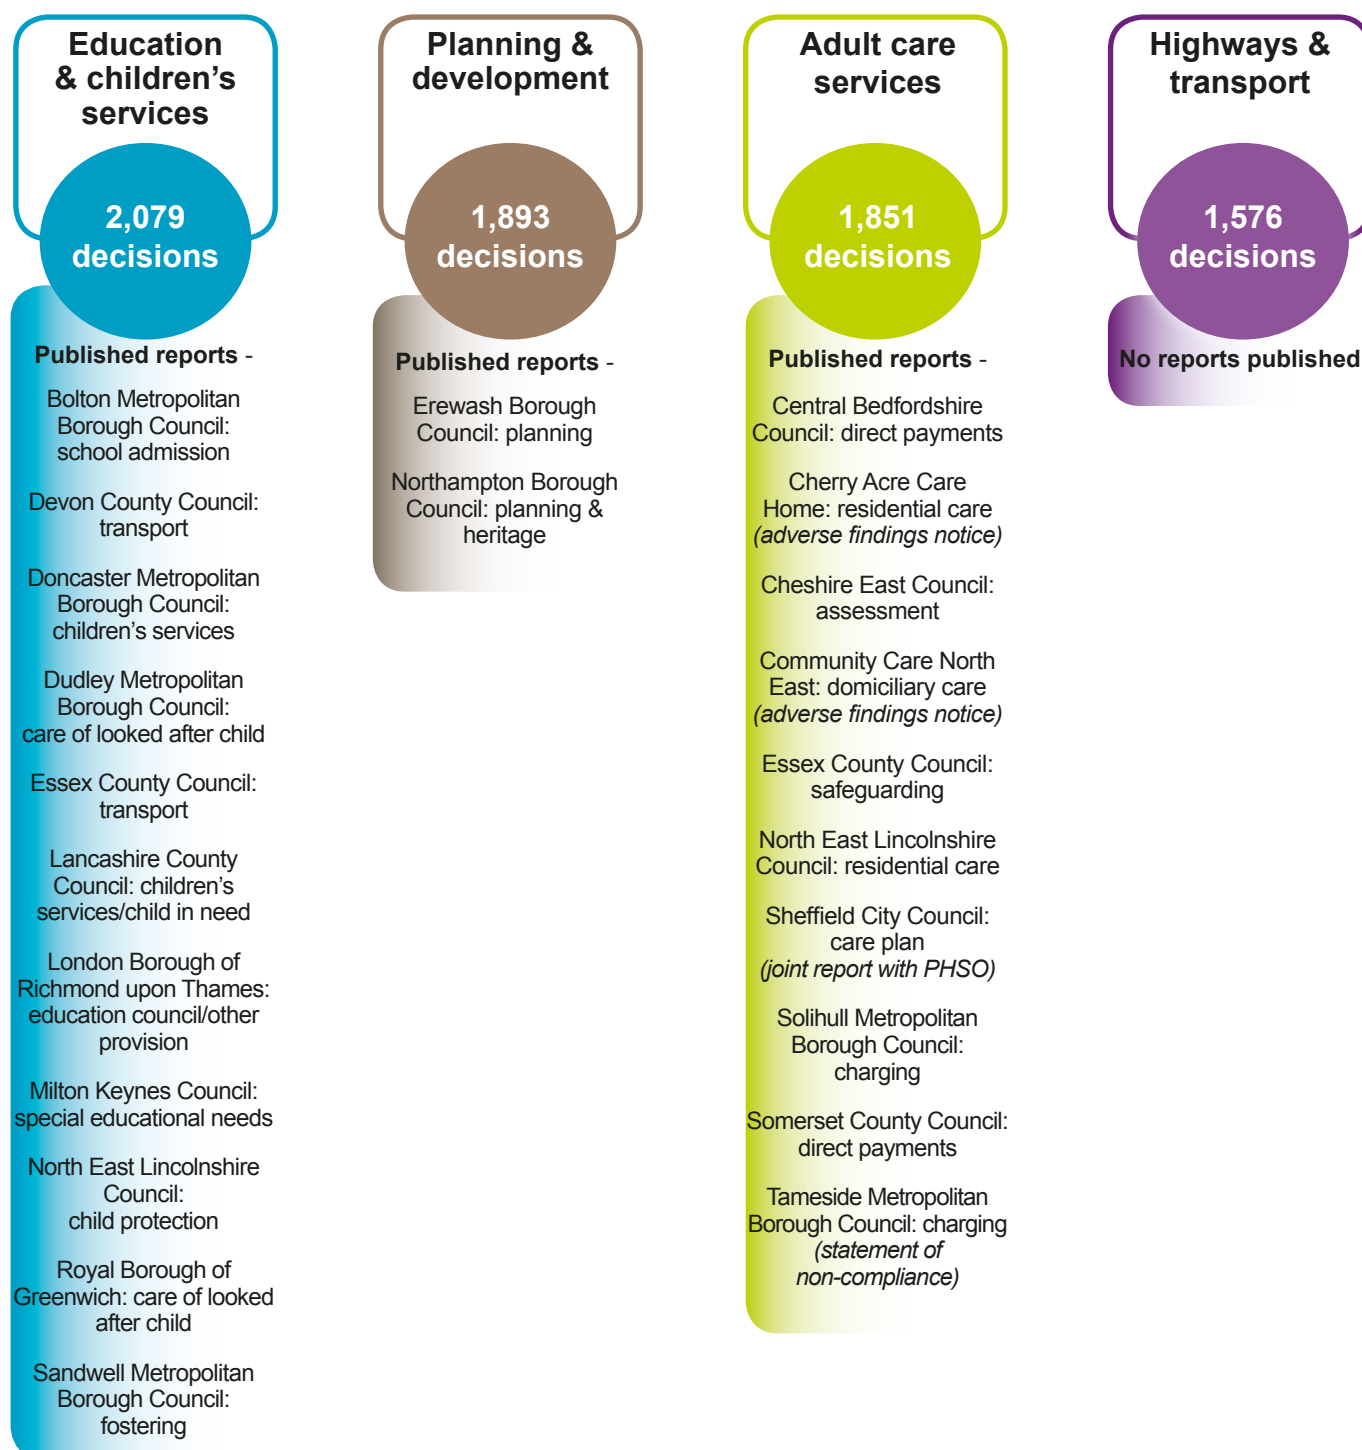 Education
& children’s
services
2,079
decisions
Published reports -
Bolton Metropolitan
Borough Council:
school admission
Devon County Council:
transport
Doncaster Metropolitan
Borough Council:
children’s services
Dudley Metropolitan
Borough Council:
care of looked after child
Essex County Council:
transport
Lancashire County
Council: children’s
services/child in need
London Borough of
Richmond upon Thames:
education council/other
provision
Milton Keynes Council:
special educational needs
North East Lincolnshire
Council:
child protection
Royal Borough of
Greenwich: care of looked
after child
Sandwell Metropolitan
Borough Council:
fostering
Planning &
development
1,893
decisions
Published reports -
Erewash Borough
Council: planning
Northampton Borough
Council: planning &
heritage
Adult care
services
1,851
decisions
Published reports -
Central Bedfordshire
Council: direct payments
Cherry Acre Care
Home: residential care
(adverse findings notice)
Cheshire East Council:
assessment
Community Care North
East: domiciliary care
(adverse findings notice)
Essex County Council:
safeguarding
North East Lincolnshire
Council: residential care
Sheffield City Council:
care plan
(joint report with PHSO)
Solihull Metropolitan
Borough Council:
charging
Somerset County Council:
direct payments
Tameside Metropolitan
Borough Council: charging
(statement of
non-compliance)
Highways &
transport
1,576
decisions
No reports published